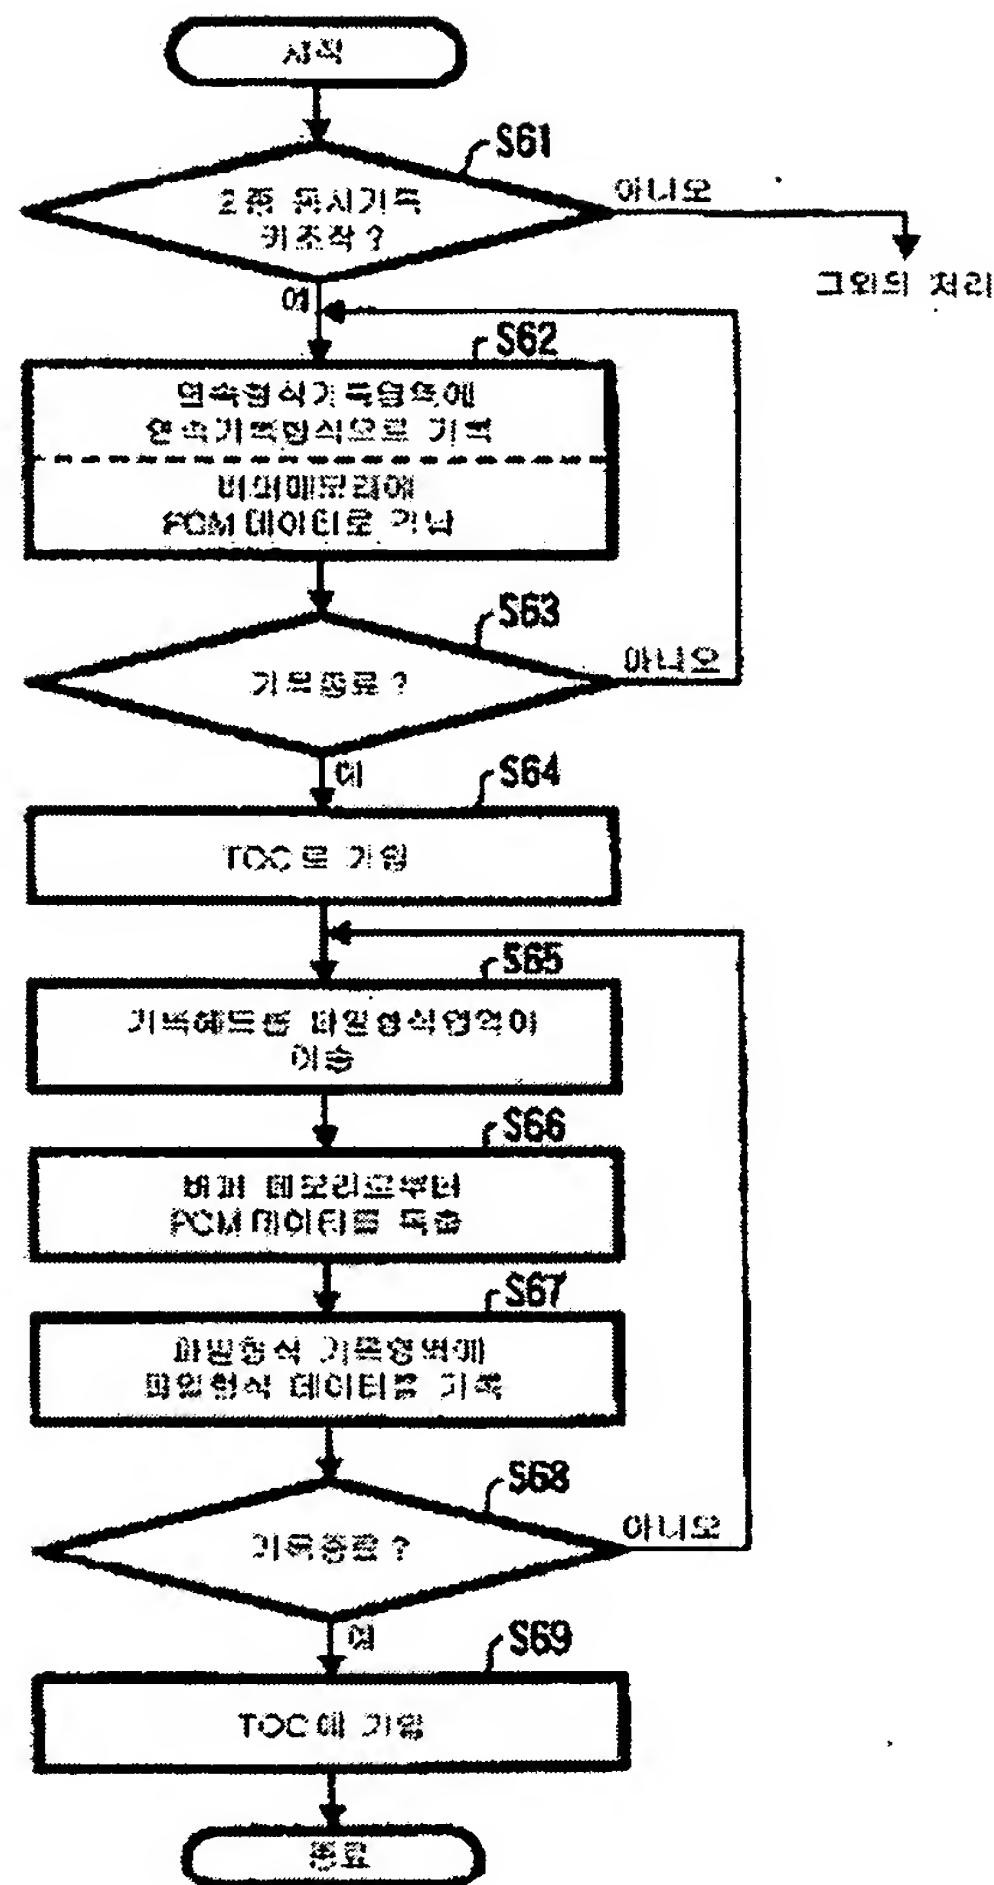 시작
S61
2종 동시기록
키조작?
아니오
그외의 처리
예
S62
연속형식기록영역에
연속기록형식으로 기록
버퍼메모리에
PCM 데이터로 기납
S63
기록종료?
아니오
예
S64
TOC로 기입
S65
기록헤드를 파일형식영역에
이송
S66
버퍼 메모리로부터
PCM 데이터를 독출
S67
파일형식 기록영역에
파일형식 데이터를 기록
S68
기록종료?
아니오
예
S69
TOC에 기입
종료